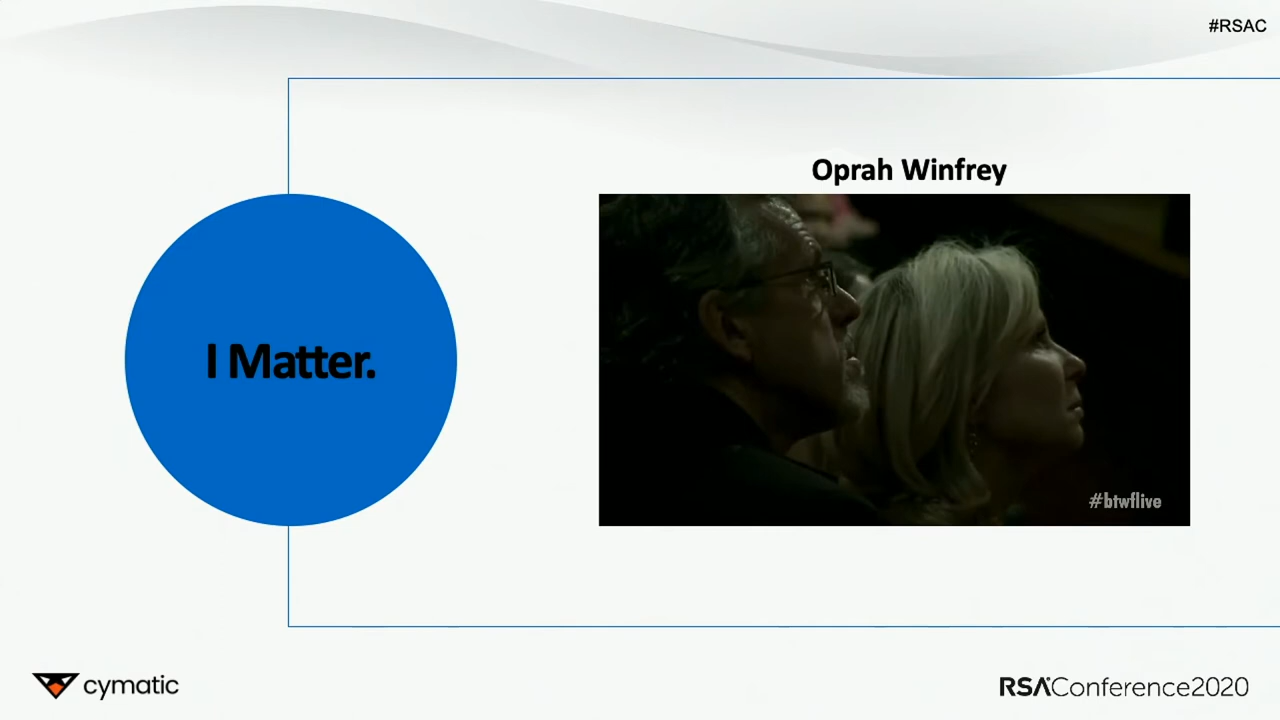 #RSAC
Oprah Winfrey
I Matter.
#btwflive
cymatic
RSAConference2020